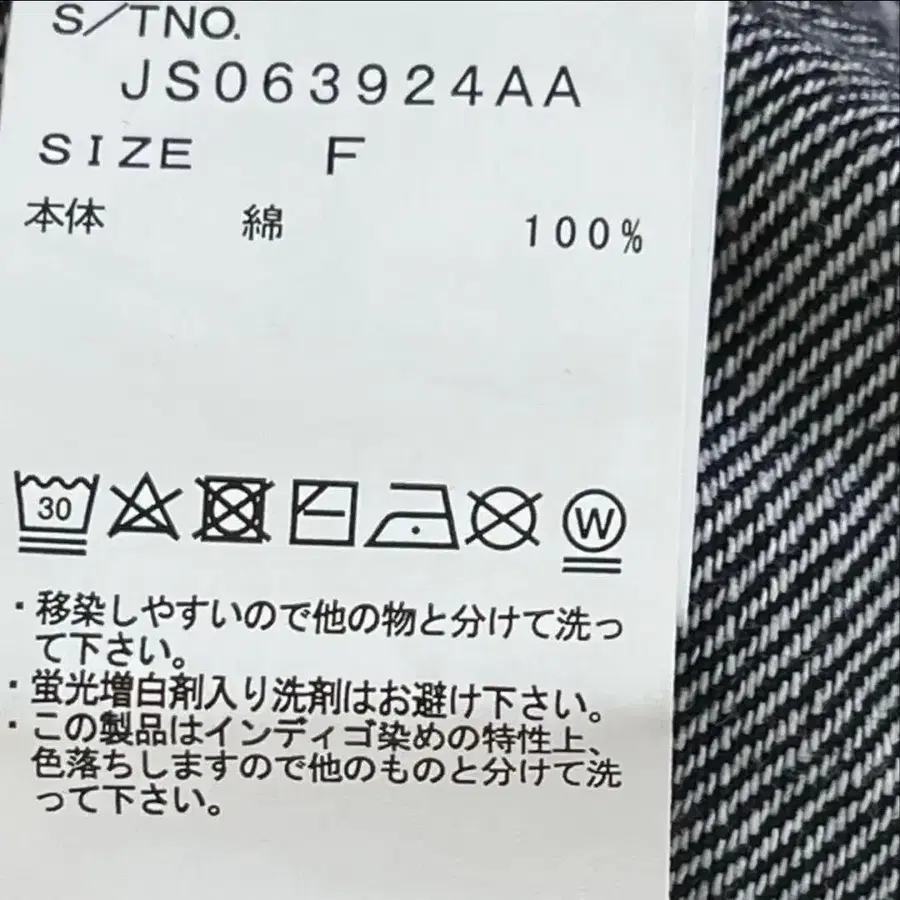 S/TNO.
JS063924AA
SIZE F
本体 綿 100%
30 W
・移染しやすいので他の物と分けて洗っ
て下さい。
・蛍光増白剤入り洗剤はお避け下さい。
・この製品はインディゴ染めの特性上、
色落ちしますので他のものと分けて洗
って下さい。